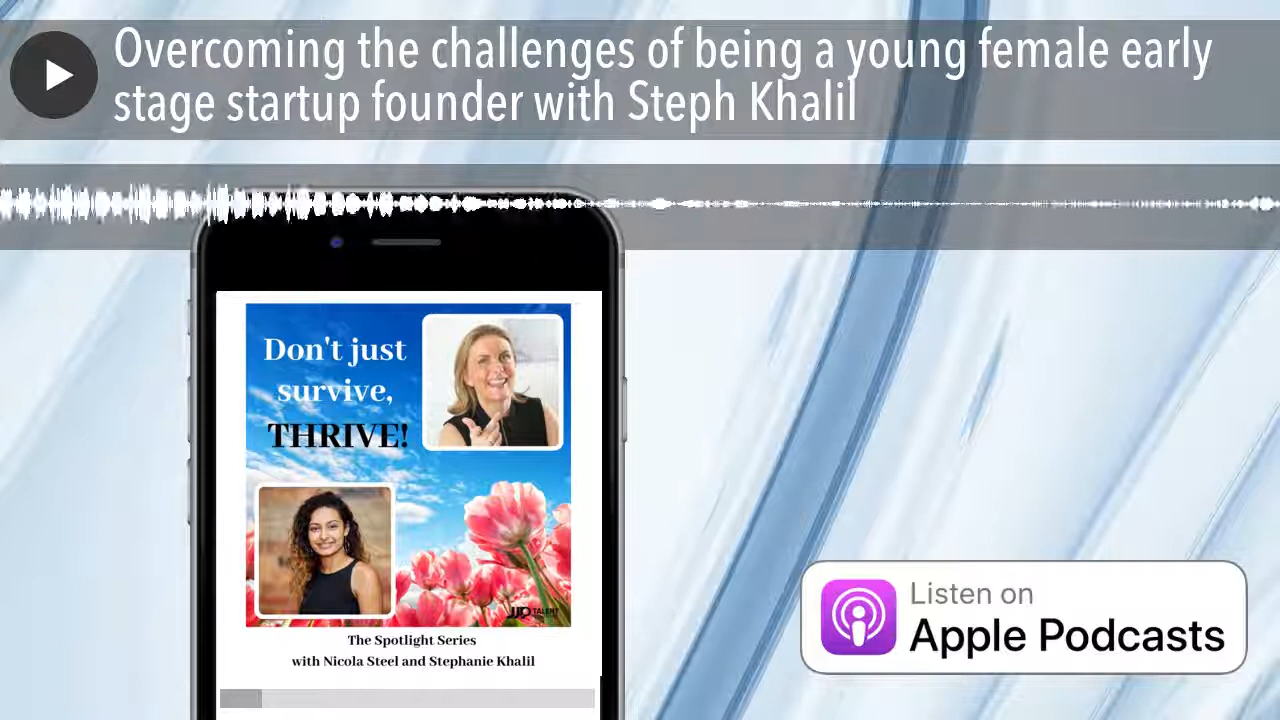 Overcoming the challenges of being a young female early
stage startup founder with Steph Khalil
Don't just
survive,
THRIVE!
TALENT
The Spotlight Series
with Nicola Steel and Stephanie Khalil
Listen on
Apple Podcasts